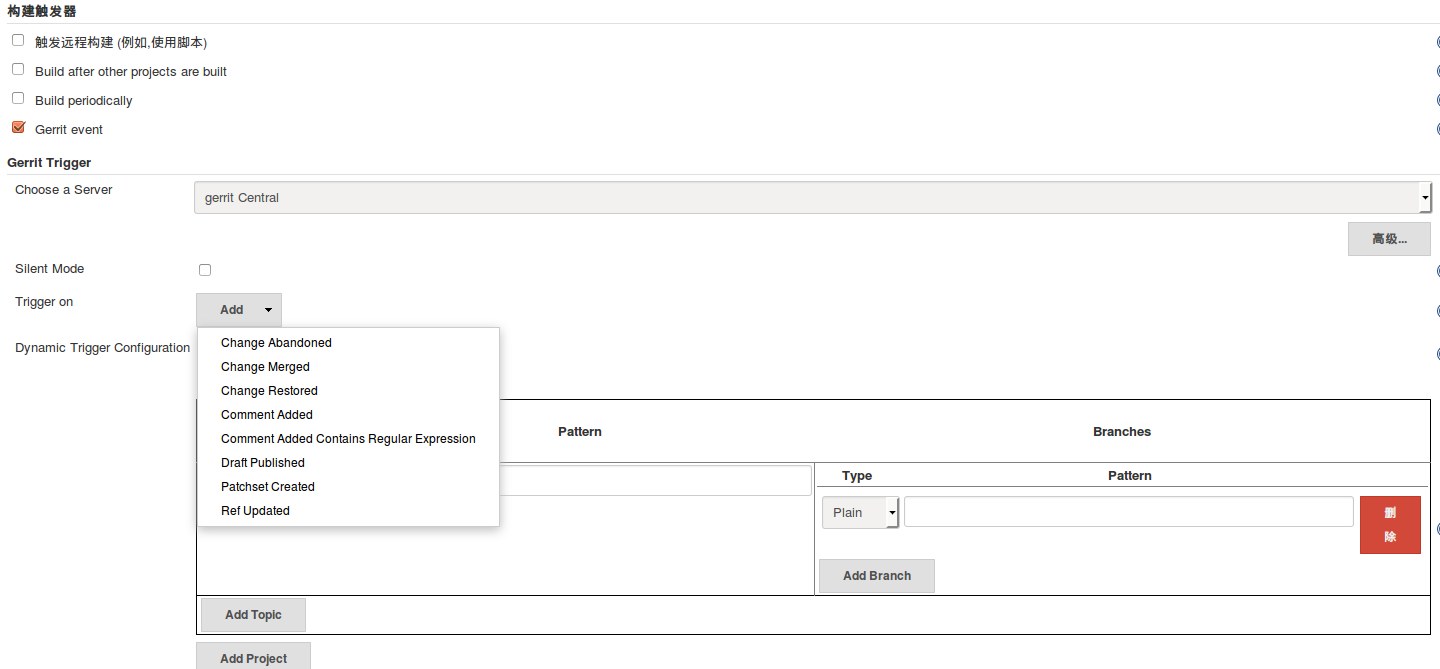 构建触发器
触发远程构建 (例如,使用脚本)
Build after other projects are built
Build periodically
Gerrit event
Gerrit Trigger
Choose a Server
gerrit Central
高级...
Silent Mode
Trigger on
Add
Dynamic Trigger Configuration
Change Abandoned
Change Merged
Change Restored
Comment Added
Comment Added Contains Regular Expression
Draft Published
Patchset Created
Ref Updated
Pattern
Branches
Type
Pattern
Plain
删
除
Add Branch
Add Topic
Add Project